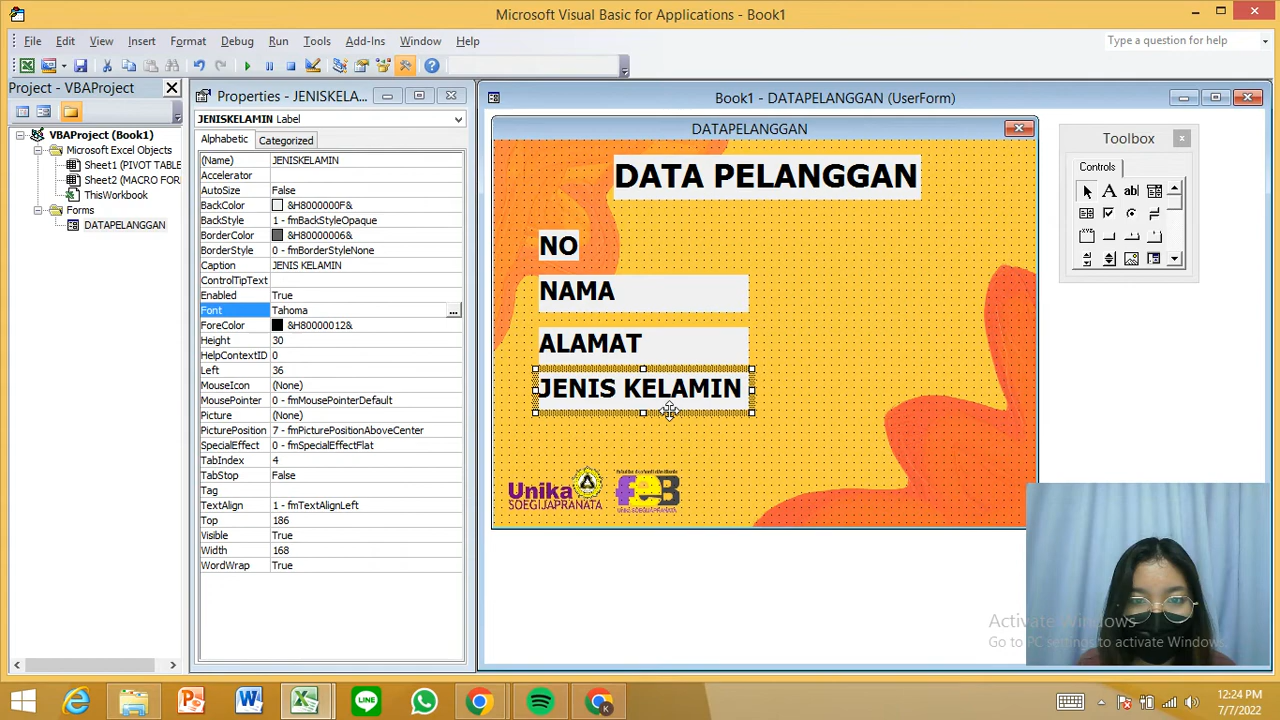 Microsoft Visual Basic for Applications - Book1
File Edit View Insert Format Debug Run Tools Add-Ins Window Help
Type a question for help
Project - VBAProject
VBAProject (Book1)
Microsoft Excel Objects
Sheet1 (PIVOT TABLE
Sheet2 (MACRO FOR
ThisWorkbook
Forms
DATAPELANGGAN
Properties - JENISKELA...
JENISKELAMIN Label
Alphabetic Categorized
(Name) JENISKELAMIN
Accelerator
AutoSize False
BackColor &H8000000F&
BackStyle 1 - fmBackStyleOpaque
BorderColor &H80000006&
BorderStyle 0 - fmBorderStyleNone
Caption JENIS KELAMIN
ControlTipText
Enabled True
Font Tahoma ...
ForeColor &H80000012&
Height 30
HelpContextID 0
Left 36
MouseIcon (None)
MousePointer 0 - fmMousePointerDefault
Picture (None)
PicturePosition 7 - fmPicturePositionAboveCenter
SpecialEffect 0 - fmSpecialEffectFlat
TabIndex 4
TabStop False
Tag
TextAlign 1 - fmTextAlignLeft
Top 186
Visible True
Width 168
WordWrap True
Book1 - DATAPELANGGAN (UserForm)
DATAPELANGGAN
DATA PELANGGAN
NO
NAMA
ALAMAT
JENIS KELAMIN
Unika
SOEGIJAPRANATA
feB
Toolbox
Controls
A abl
Activate Windows
Go to PC settings to activate Windows.
12:24 PM
7/7/2022